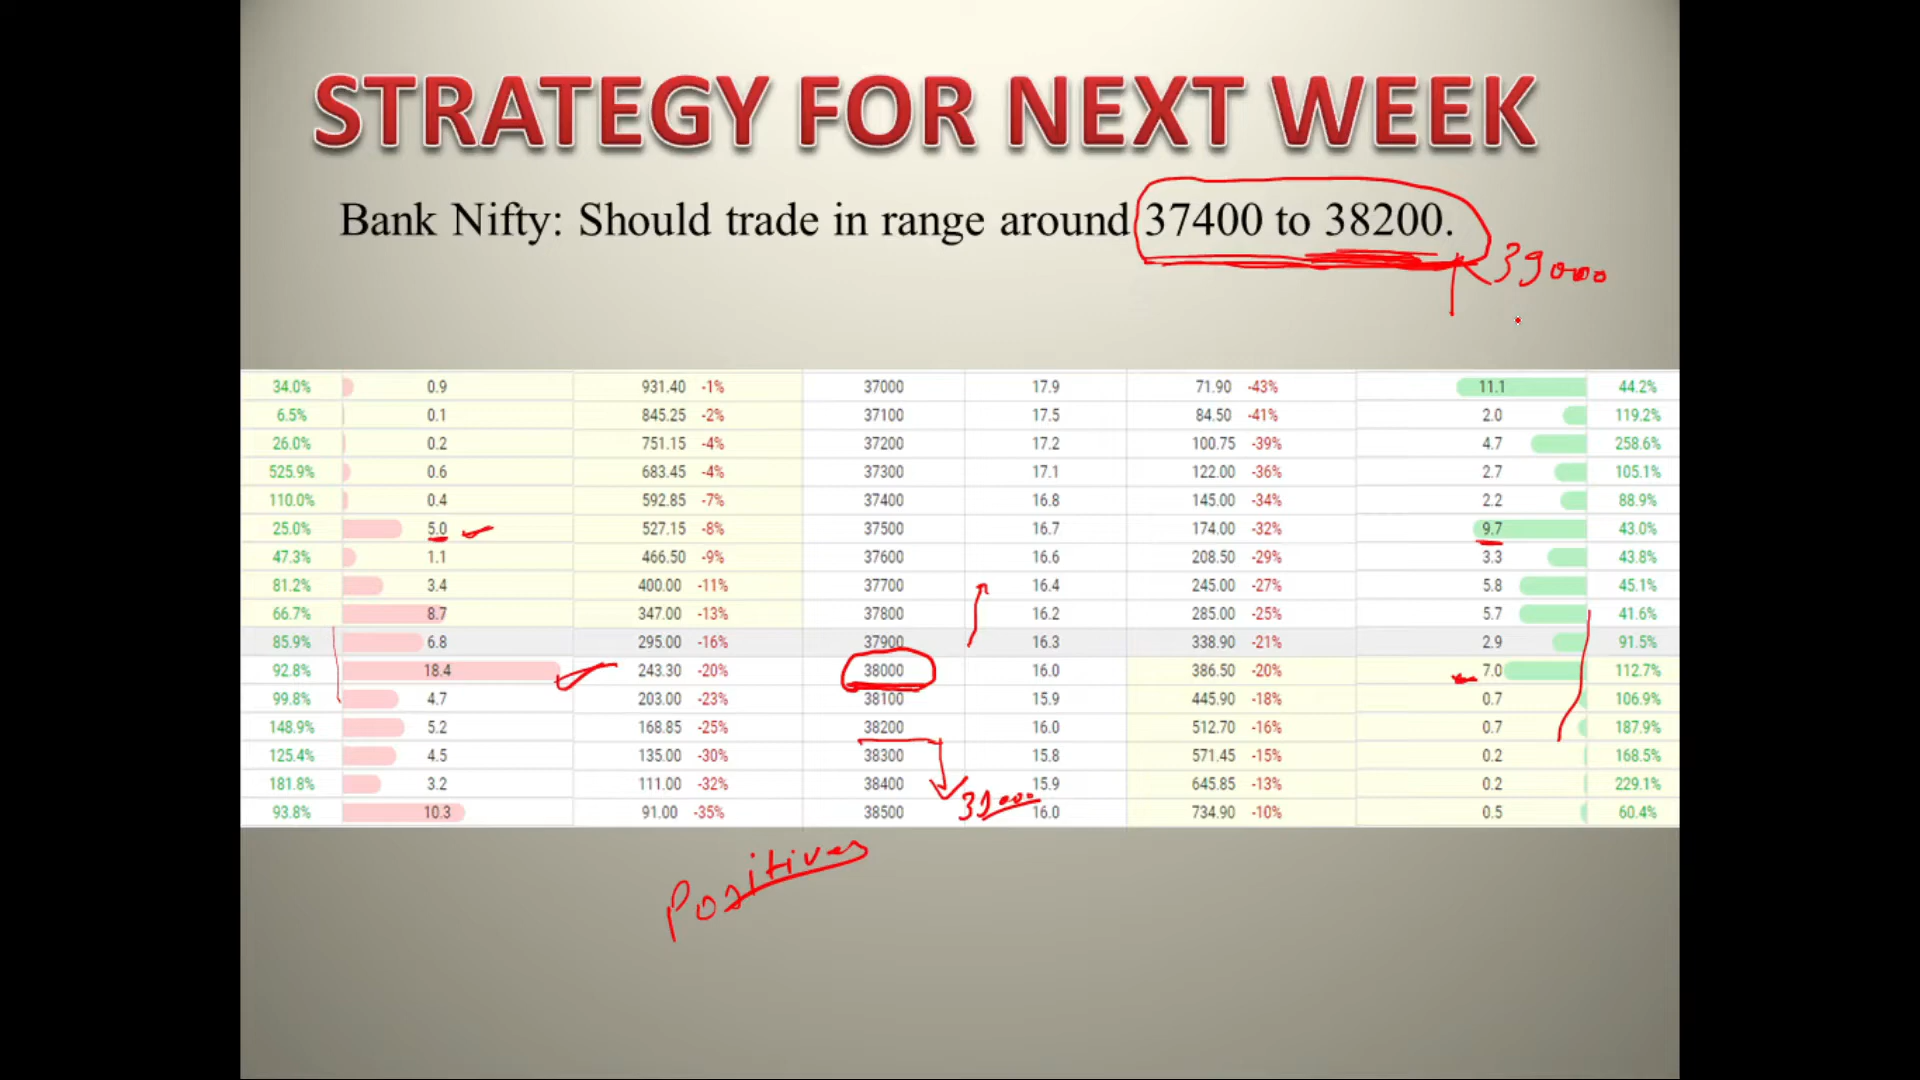 STRATEGY FOR NEXT WEEK
Bank Nifty: Should trade in range around 37400 to 38200.
39000
34.0% 0.9 931.40 -1% 37000 17.9 71.90 -43% 11.1 44.2%
6.5% 0.1 845.25 -2% 37100 17.5 84.50 -41% 2.0 119.2%
26.0% 0.2 751.15 -4% 37200 17.2 100.75 -39% 4.7 258.6%
525.9% 0.6 683.45 -4% 37300 17.1 122.00 -36% 2.7 105.1%
110.0% 0.4 592.85 -7% 37400 16.8 145.00 -34% 2.2 88.9%
25.0% 5.0 527.15 -8% 37500 16.7 174.00 -32% 9.7 43.0%
47.3% 1.1 466.50 -9% 37600 16.6 208.50 -29% 3.3 43.8%
81.2% 3.4 400.00 -11% 37700 16.4 245.00 -27% 5.8 45.1%
66.7% 8.7 347.00 -13% 37800 16.2 285.00 -25% 5.7 41.6%
85.9% 6.8 295.00 -16% 37900 16.3 338.90 -21% 2.9 91.5%
92.8% 18.4 243.30 -20% 38000 16.0 386.50 -20% 7.0 112.7%
99.8% 4.7 203.00 -23% 38100 15.9 445.90 -18% 0.7 106.9%
148.9% 5.2 168.85 -25% 38200 16.0 512.70 -16% 0.7 187.9%
125.4% 4.5 135.00 -30% 38300 15.8 571.45 -15% 0.2 168.5%
181.8% 3.2 111.00 -32% 38400 15.9 645.85 -13% 0.2 229.1%
39000
93.8% 10.3 91.00 -35% 38500 16.0 734.90 -10% 0.5 60.4%
Positives